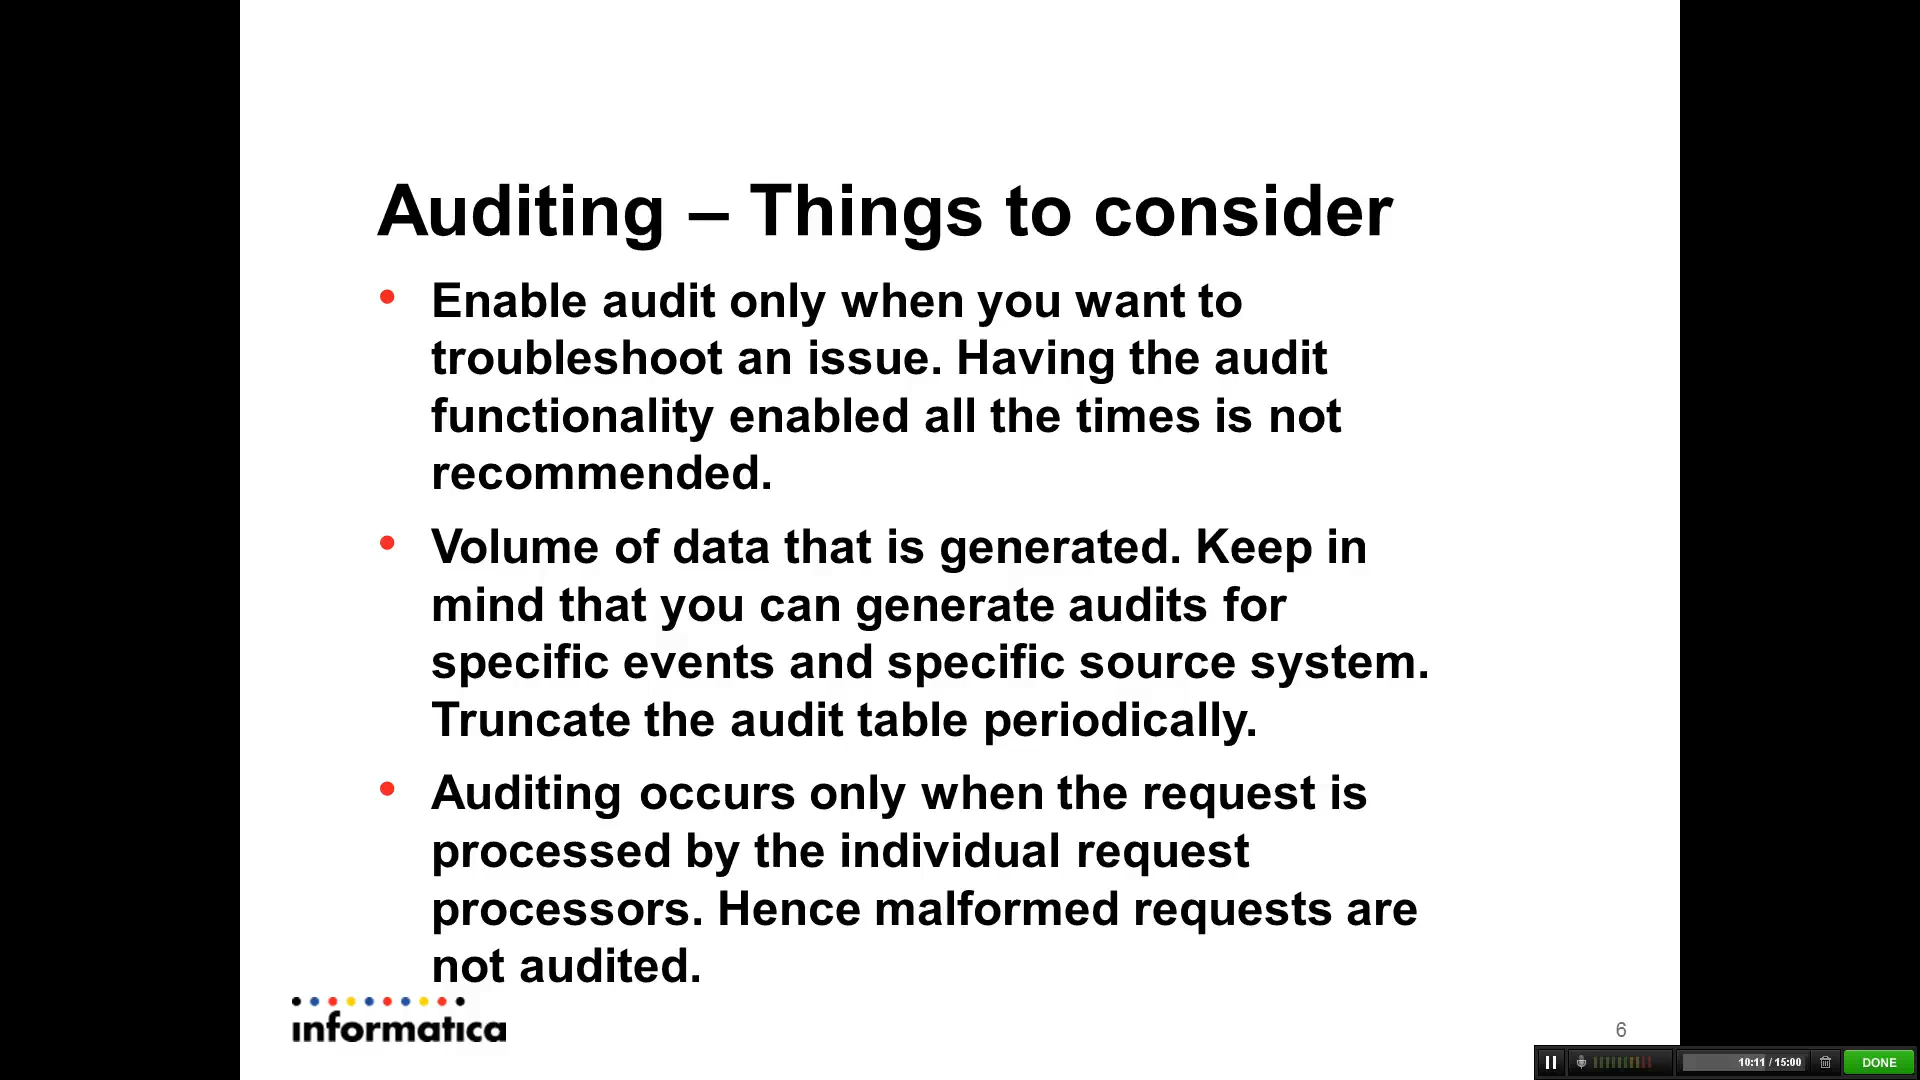 Auditing – Things to consider
• Enable audit only when you want to
troubleshoot an issue. Having the audit
functionality enabled all the times is not
recommended.
• Volume of data that is generated. Keep in
mind that you can generate audits for
specific events and specific source system.
Truncate the audit table periodically.
• Auditing occurs only when the request is
processed by the individual request
processors. Hence malformed requests are
not audited.
informatica
6
10:11 / 15:00
DONE